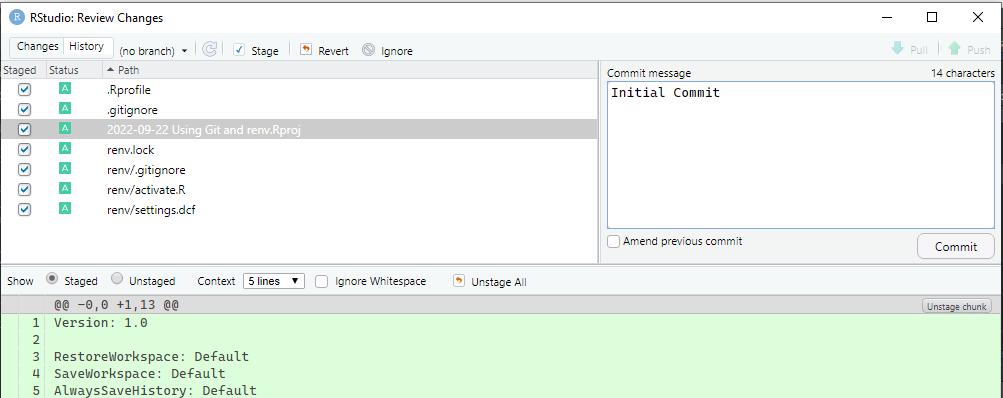 RStudio: Review Changes
Changes History (no branch) Stage Revert Ignore Pull Push
Staged Status Path
A .Rprofile
A .gitignore
A 2022-09-22 Using Git and renv.Rproj
A renv.lock
A renv/.gitignore
A renv/activate.R
A renv/settings.dcf
Commit message 14 characters
Initial Commit
Amend previous commit
Commit
Show Staged Unstaged Context 5 lines Ignore Whitespace Unstage All
@@ -0,0 +1,13 @@ Unstage chunk
1 Version: 1.0
2
3 RestoreWorkspace: Default
4 SaveWorkspace: Default
5 AlwaysSaveHistory: Default